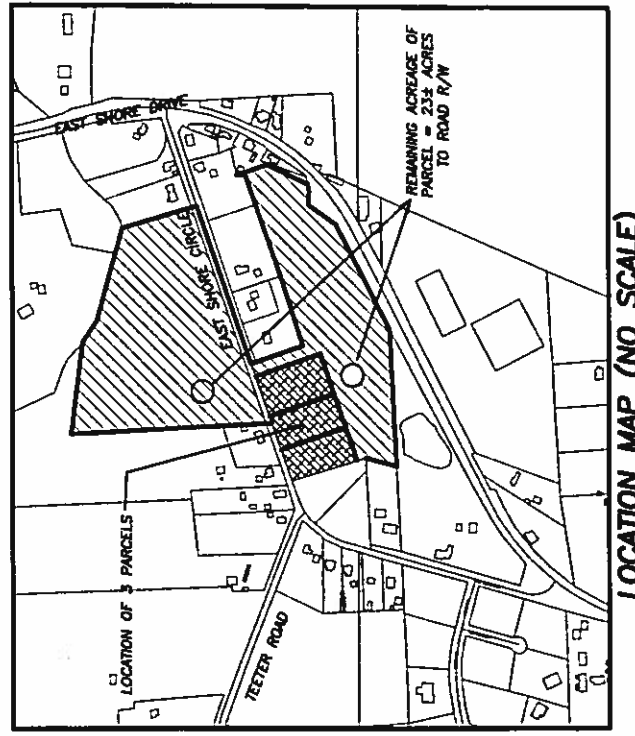 EAST SHORE DRIVE
REMAINING ACREAGE OF
PARCEL = 23± ACRES
TO ROAD R/W
EAST SHORE CIRCLE
LOCATION OF 3 PARCELS
TEETER ROAD
LOCATION MAP (NO SCALE)